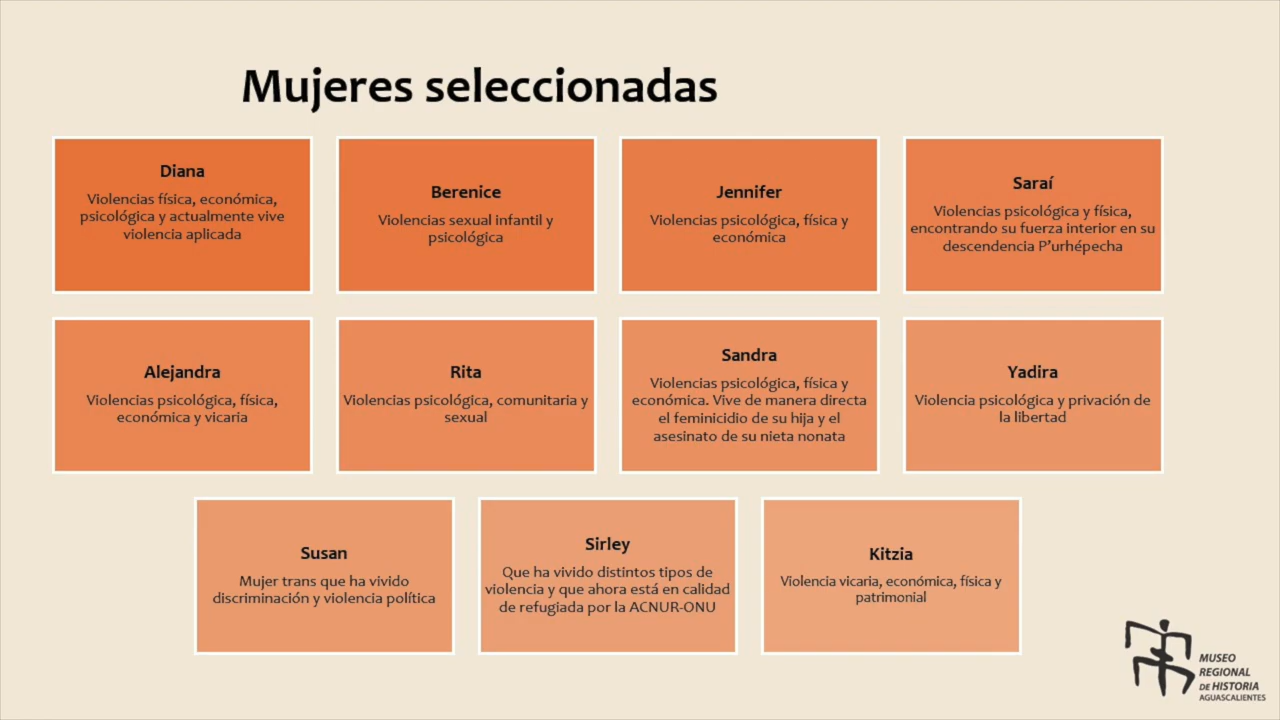 Mujeres seleccionadas
Diana
Violencias física, económica,
psicológica y actualmente vive
violencia aplicada
Berenice
Violencias sexual infantil y
psicológica
Jennifer
Violencias psicológica, física y
económica
Saraí
Violencias psicológica y física,
encontrando su fuerza interior en su
descendencia P’urhépecha
Alejandra
Violencias psicológica, física,
económica y vicaria
Rita
Violencias psicológica, comunitaria y
sexual
Sandra
Violencias psicológica, física y
económica. Vive de manera directa
el feminicidio de su hija y el
asesinato de su nieta nonata
Yadira
Violencia psicológica y privación de
la libertad
Susan
Mujer trans que ha vivido
discriminación y violencia política
Sirley
Que ha vivido distintos tipos de
violencia y que ahora está en calidad
de refugiada por la ACNUR-ONU
Kitzia
Violencia vicaria, económica, física y
patrimonial
MUSEO
REGIONAL
DE HISTORIA
AGUASCALIENTES